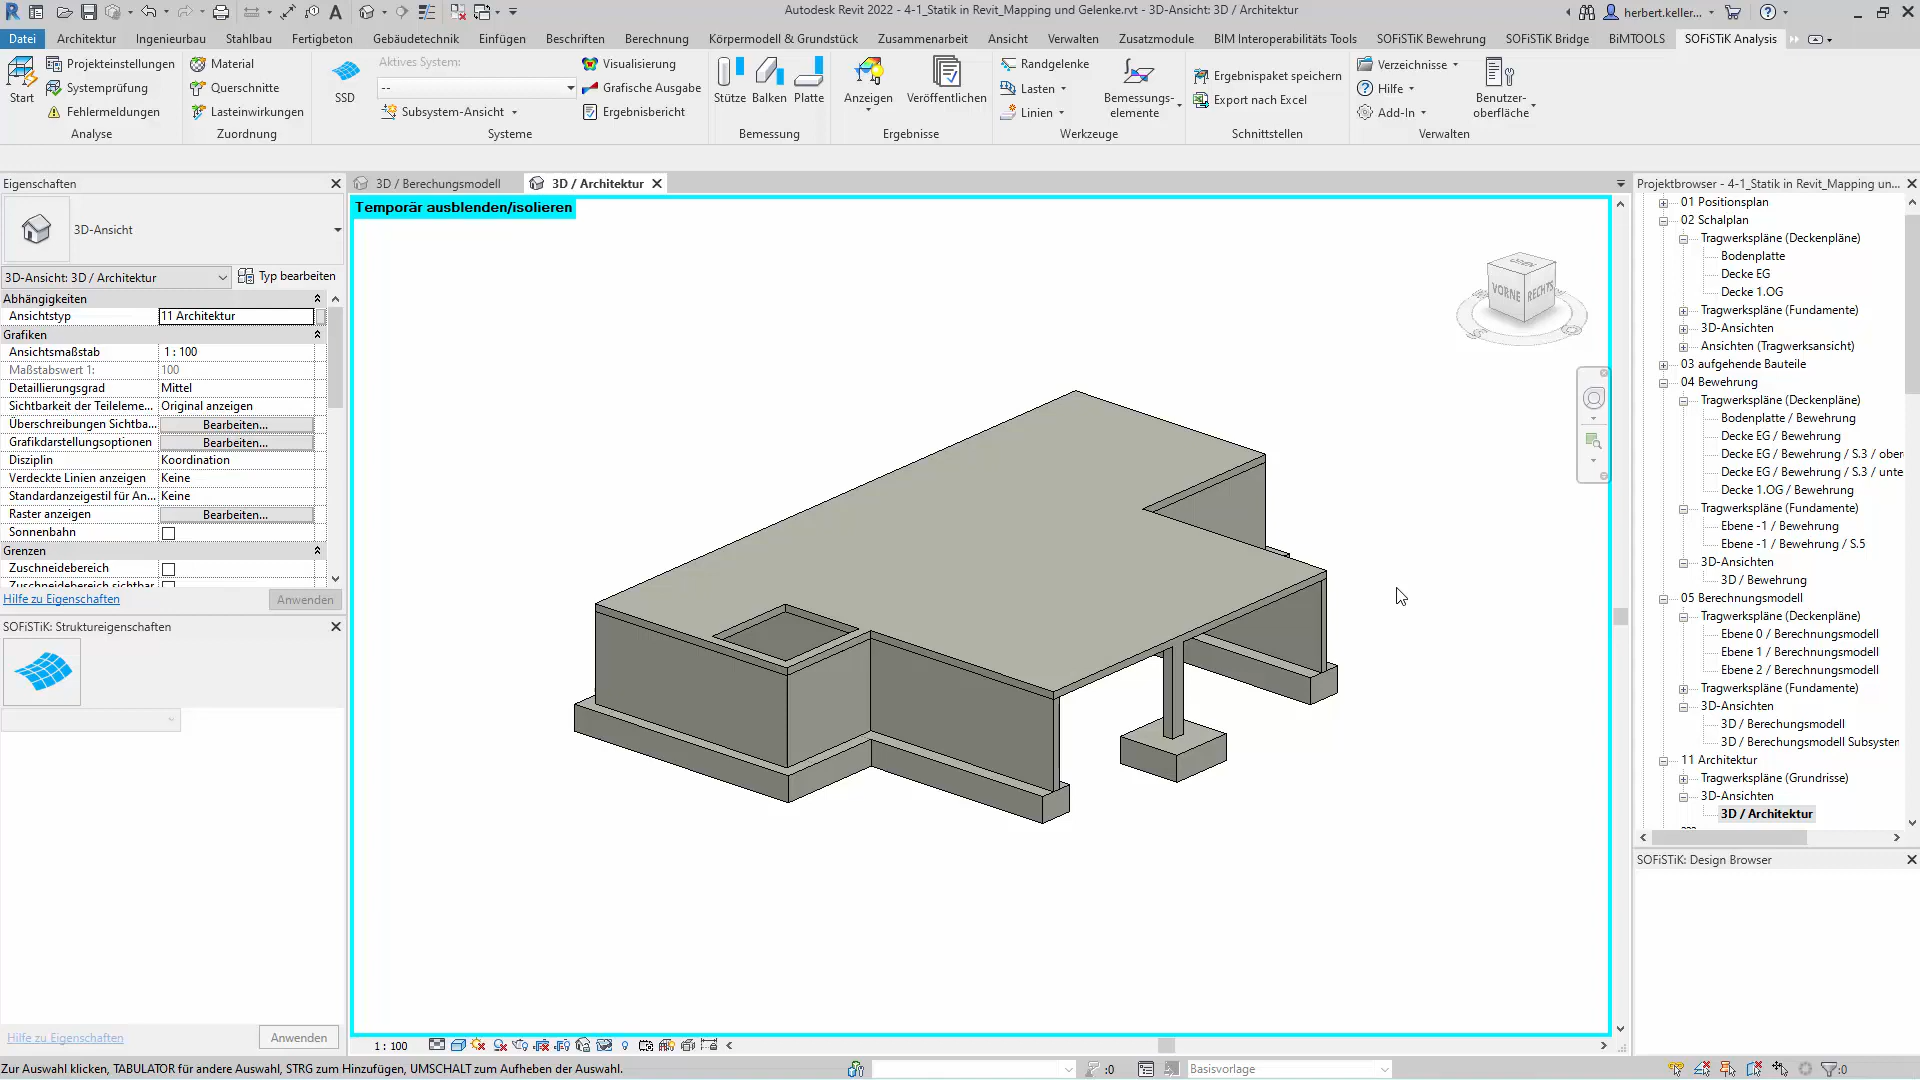 Autodesk Revit 2022 - 4-1_Statik in Revit_Mapping und Gelenke.rvt - 3D-Ansicht: 3D / Architektur
herbert.keller...
Datei Architektur Ingenieurbau Stahlbau Fertigbeton Gebäudetechnik Einfügen Beschriften Berechnung Körpermodell & Grundstück Zusammenarbeit Ansicht Verwalten Zusatzmodule BIM Interoperabilitäts Tools SOFiSTiK Bewehrung SOFiSTiK Bridge BiMTOOLS SOFiSTiK Analysis
Start
Projekteinstellungen
Systemprüfung
Fehlermeldungen
Analyse
Material
Querschnitte
Lasteinwirkungen
Zuordnung
SSD
Aktives System:
--
Subsystem-Ansicht
Visualisierung
Grafische Ausgabe
Ergebnisbericht
Systeme
Stütze Balken Platte
Bemessung
Anzeigen Veröffentlichen
Ergebnisse
Randgelenke
Lasten
Linien
Bemessungs-
elemente
Werkzeuge
Ergebnispaket speichern
Export nach Excel
Schnittstellen
Verzeichnisse
Hilfe
Add-In
Benutzer-
oberfläche
Verwalten
Eigenschaften
3D-Ansicht
3D-Ansicht: 3D / Architektur Typ bearbeiten
Abhängigkeiten
Ansichtstyp 11 Architektur
Grafiken
Ansichtsmaßstab 1 : 100
Maßstabswert 1: 100
Detaillierungsgrad Mittel
Sichtbarkeit der Teileleme... Original anzeigen
Überschreibungen Sichtba... Bearbeiten...
Grafikdarstellungsoptionen Bearbeiten...
Disziplin Koordination
Verdeckte Linien anzeigen Keine
Standardanzeigestil für An... Keine
Raster anzeigen Bearbeiten...
Sonnenbahn
Grenzen
Zuschneidebereich
Zuschneidebereich sichtbar
Hilfe zu Eigenschaften Anwenden
SOFiSTiK: Struktureigenschaften
Hilfe zu Eigenschaften Anwenden
3D / Berechungsmodell 3D / Architektur
Temporär ausblenden/isolieren
OBEN
VORNE
RECHTS
1 : 100
Projektbrowser - 4-1_Statik in Revit_Mapping un...
01 Positionsplan
02 Schalplan
Tragwerkspläne (Deckenpläne)
Bodenplatte
Decke EG
Decke 1.OG
Tragwerkspläne (Fundamente)
3D-Ansichten
Ansichten (Tragwerksansicht)
03 aufgehende Bauteile
04 Bewehrung
Tragwerkspläne (Deckenpläne)
Bodenplatte / Bewehrung
Decke EG / Bewehrung
Decke EG / Bewehrung / S.3 / ober
Decke EG / Bewehrung / S.3 / unte
Decke 1.OG / Bewehrung
Tragwerkspläne (Fundamente)
Ebene -1 / Bewehrung
Ebene -1 / Bewehrung / S.5
3D-Ansichten
3D / Bewehrung
05 Berechnungsmodell
Tragwerkspläne (Deckenpläne)
Ebene 0 / Berechnungsmodell
Ebene 1 / Berechnungsmodell
Ebene 2 / Berechnungsmodell
Tragwerkspläne (Fundamente)
3D-Ansichten
3D / Berechungsmodell
3D / Berechungsmodell Subsyster
11 Architektur
Tragwerkspläne (Grundrisse)
3D-Ansichten
3D / Architektur
???
SOFiSTiK: Design Browser
Zur Auswahl klicken, TABULATOR für andere Auswahl, STRG zum Hinzufügen, UMSCHALT zum Aufheben der Auswahl.
:0
Basisvorlage
:0